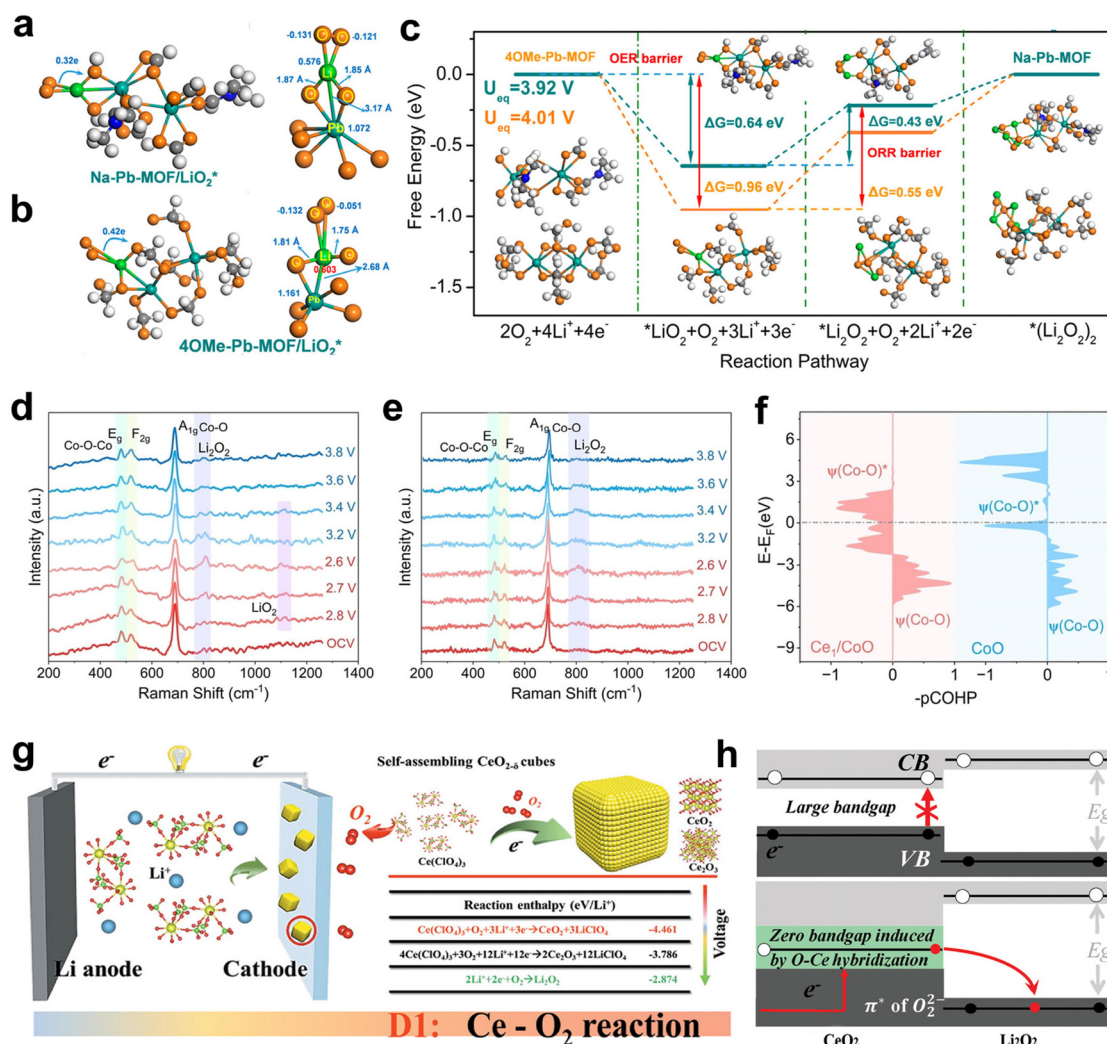 a
0.32e
Na-Pb-MOF/LiO₂*
-0.131
-0.121
O
O
0.576
Li
1.87 Å
1.85 Å
O
O
3.17 Å
Pb
1.072
b
0.42e
4OMe-Pb-MOF/LiO₂*
-0.132
-0.051
O
O
1.75 Å
1.81 Å
Li
O
O
0.603
2.68 Å
1.161
Pb
c
Free Energy (eV)
0.0
-0.5
-1.0
-1.5
4OMe-Pb-MOF
OER barrier
Na-Pb-MOF
U eq=3.92 V
U eq=4.01 V
ΔG=0.64 eV
ΔG=0.43 eV
ORR barrier
ΔG=0.96 eV
ΔG=0.55 eV
2O₂+4Li⁺+4e⁻
*LiO₂+O₂+3Li⁺+3e⁻
*Li₂O₂+O₂+2Li⁺+2e⁻
*(Li₂O₂)₂
Reaction Pathway
d
Intensity (a.u.)
Co-O-Co
Eg
F2g
A1g Co-O
Li₂O₂
3.8 V
3.6 V
3.4 V
3.2 V
2.6 V
2.7 V
LiO₂
2.8 V
OCV
200 400 600 800 1000 1200 1400
Raman Shift (cm⁻¹)
e
Intensity (a.u.)
Co-O-Co
Eg
F2g
A1g Co-O
Li₂O₂
3.8 V
3.6 V
3.4 V
3.2 V
2.6 V
2.7 V
2.8 V
OCV
200 400 600 800 1000 1200 1400
Raman Shift (cm⁻¹)
f
E-EF(eV)
6
3
0
−3
−6
−9
ψ(Co-O)*
ψ(Co-O)*
ψ(Co-O)
ψ(Co-O)
Ce₁/CoO
CoO
−1 0 1 −1 0 1
-pCOHP
g
e⁻
e⁻
Li⁺
Li anode
Cathode
O₂
Self-assembling CeO₂₋δ cubes
Ce(ClO₄)₃
O₂
e⁻
CeO₂
Ce₂O₃
Reaction enthalpy (eV/Li⁺)
Ce(ClO₄)₃+O₂+3Li⁺+3e⁻→CeO₂+3LiClO₄ -4.461
4Ce(ClO₄)₃+3O₂+12Li⁺+12e⁻→2Ce₂O₃+12LiClO₄ -3.786
2Li⁺+2e⁻+O₂→Li₂O₂ -2.874
Voltage
D1: Ce - O₂ reaction
h
CB
Large bandgap
e⁻
VB
Eg
Zero bandgap induced
by O-Ce hybridization
e⁻
π* of O₂²⁻
Eg
CeO₂
Li₂O₂